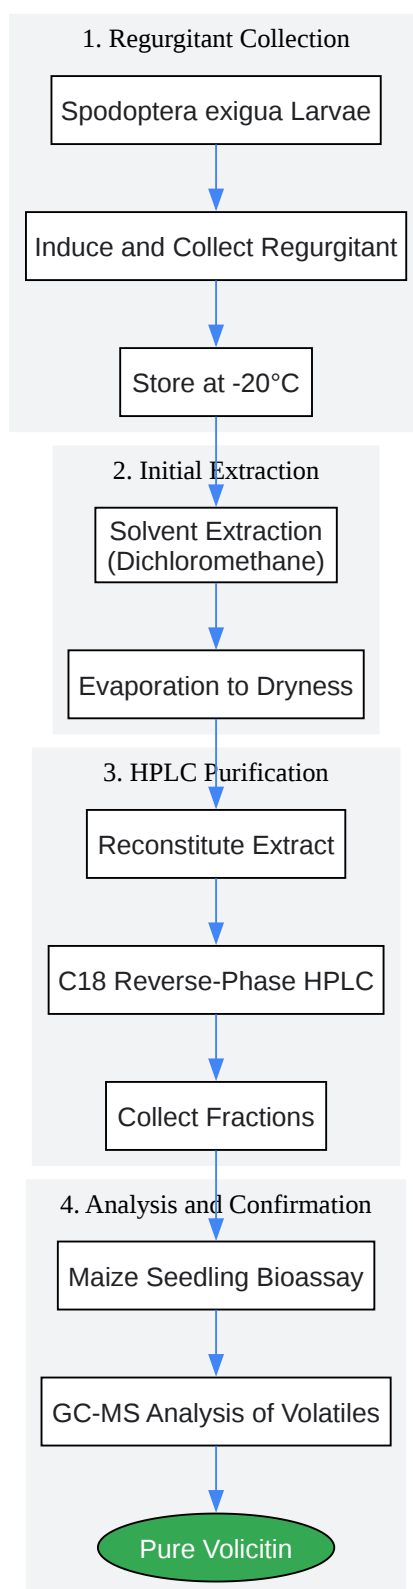 1. Regurgitant Collection
Spodoptera exigua Larvae
Induce and Collect Regurgitant
Store at -20°C
2. Initial Extraction
Solvent Extraction
(Dichloromethane)
Evaporation to Dryness
3. HPLC Purification
Reconstitute Extract
C18 Reverse-Phase HPLC
Collect Fractions
4. Analysis and Confirmation
Maize Seedling Bioassay
GC-MS Analysis of Volatiles
Pure Volicitin